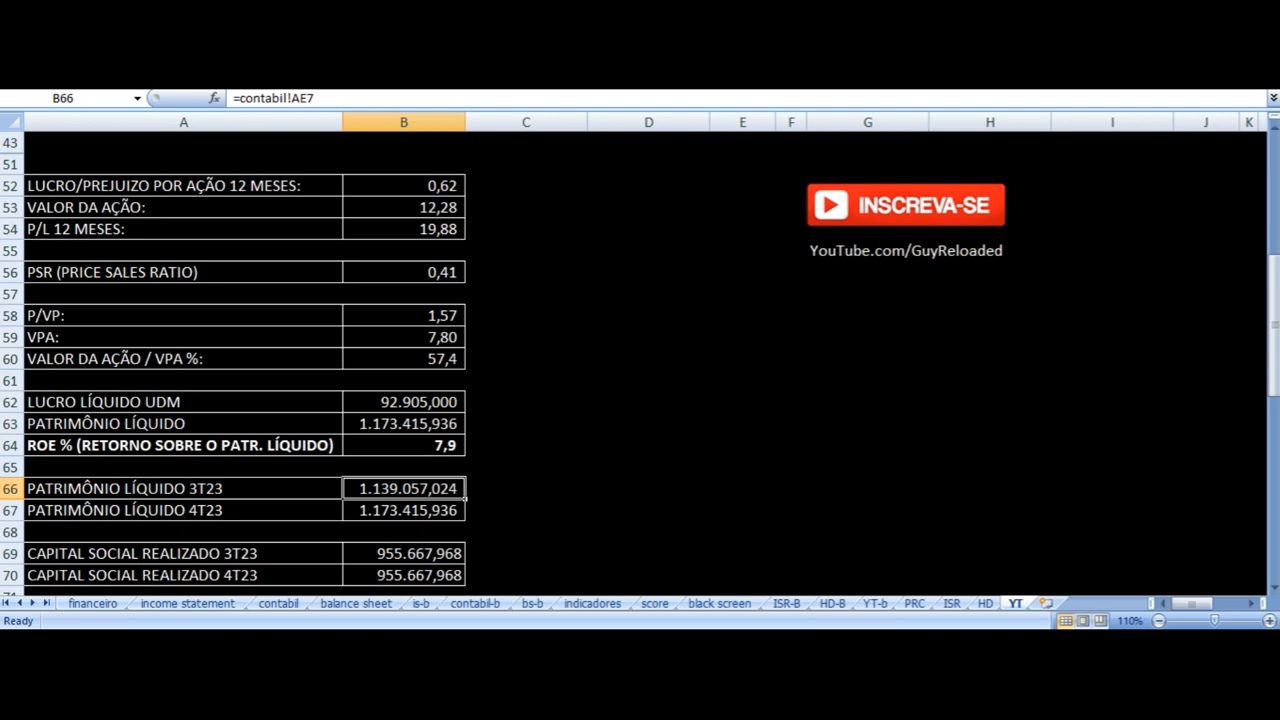 B66 fx =contabil!AE7
A B C D E F G H I J K
43
51
52 LUCRO/PREJUIZO POR AÇÃO 12 MESES: 0,62
53 VALOR DA AÇÃO: 12,28
54 P/L 12 MESES: 19,88
55
56 PSR (PRICE SALES RATIO) 0,41
57
58 P/VP: 1,57
59 VPA: 7,80
60 VALOR DA AÇÃO / VPA %: 57,4
61
62 LUCRO LÍQUIDO UDM 92.905,000
63 PATRIMÔNIO LÍQUIDO 1.173.415,936
64 ROE % (RETORNO SOBRE O PATR. LÍQUIDO) 7,9
65
66 PATRIMÔNIO LÍQUIDO 3T23 1.139.057,024
67 PATRIMÔNIO LÍQUIDO 4T23 1.173.415,936
68
69 CAPITAL SOCIAL REALIZADO 3T23 955.667,968
70 CAPITAL SOCIAL REALIZADO 4T23 955.667,968
INSCREVA-SE
YouTube.com/GuyReloaded
financeiro income statement contabil balance sheet is-b contabil-b bs-b indicadores score black screen ISR-B HD-B YT-b PRC ISR HD YT
Ready 110%